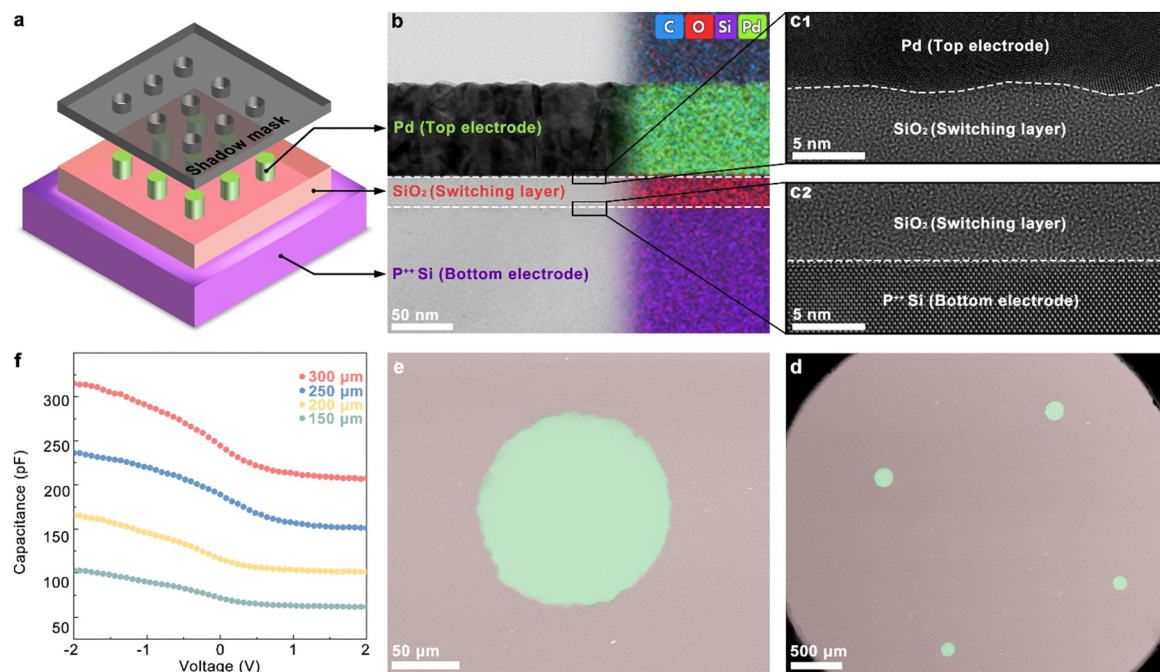 a
Shadow mask
b
C O Si Pd
Pd (Top electrode)
SiO₂ (Switching layer)
P⁺⁺ Si (Bottom electrode)
50 nm
C1
Pd (Top electrode)
SiO₂ (Switching layer)
5 nm
C2
SiO₂ (Switching layer)
P⁺⁺ Si (Bottom electrode)
5 nm
f
300 μm
250 μm
200 μm
150 μm
Capacitance (pF)
300
250
200
150
100
50
-2 -1 0 1 2
Voltage (V)
e
50 μm
d
500 μm